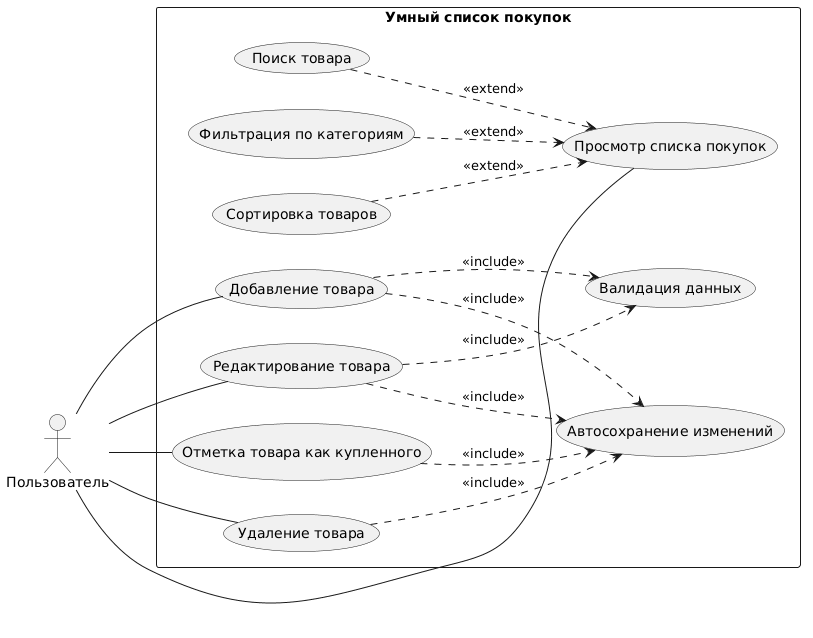 Умный список покупок
Поиск товара
«extend»
Фильтрация по категориям
«extend»
Просмотр списка покупок
«extend»
Сортировка товаров
«include»
Добавление товара
Валидация данных
«include»
«include»
Редактирование товара
«include»
Автосохранение изменений
Отметка товара как купленного
«include»
Пользователь
«include»
Удаление товара